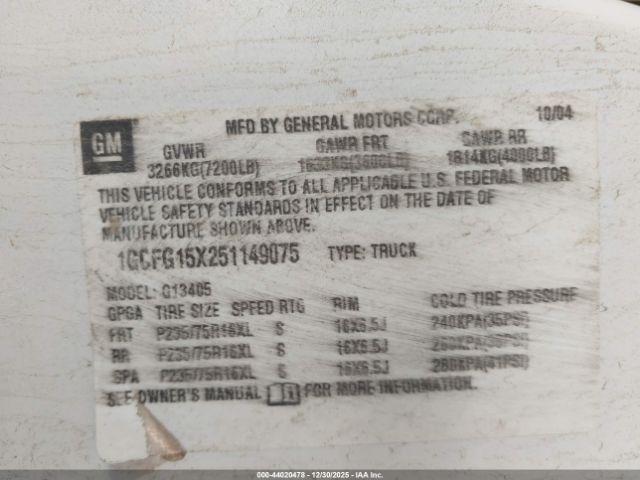 GM
MFD BY GENERAL MOTORS CORP. 10/04
GVWR GAWR FRT GAWR RR
3266KG(7200LB) 1633KG(3600LB) 1814KG(4000LB)
THIS VEHICLE CONFORMS TO ALL APPLICABLE U.S. FEDERAL MOTOR
VEHICLE SAFETY STANDARDS IN EFFECT ON THE DATE OF
MANUFACTURE SHOWN ABOVE.
1GCFG15X251149075 TYPE: TRUCK
MODEL: G13405
GPGA TIRE SIZE SPEED RTG RIM COLD TIRE PRESSURE
FRT P235/75R16XL S 16X6.5J 240KPA(35PSI)
RR P235/75R16XL S 16X6.5J
SPA P235/75R16XL S 16X6.5J 280KPA(41PSI)
SEE OWNER'S MANUAL FOR MORE INFORMATION.
000-44020478 - 12/30/2025 - IAA Inc.